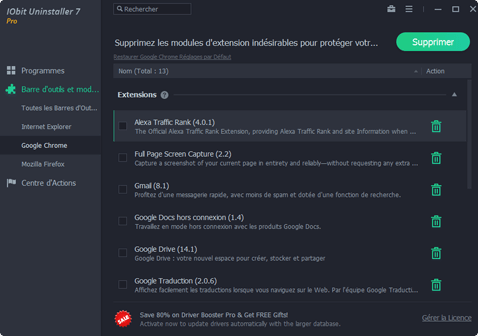 IObit Uninstaller 7
Pro
Rechercher
Supprimez les modules d'extension indésirables pour protéger votr...
Supprimer
Restaurer Google Chrome Réglages par Défaut
Programmes
Barre d'outils et mod...
Toutes les Barres d'Out...
Internet Explorer
Google Chrome
Mozilla Firefox
Centre d'Actions
Nom (Total : 13)
Action
Extensions ?
Alexa Traffic Rank (4.0.1)
The Official Alexa Traffic Rank Extension, providing Alexa Traffic Rank and site Information when ...
Full Page Screen Capture (2.2)
Capture a screenshot of your current page in entirety and reliably—without requesting any extra ...
Gmail (8.1)
Profitez d'une messagerie rapide, avec moins de spam et dotée d'une fonction de recherche.
Google Docs hors connexion (1.4)
Travaillez en mode hors connexion avec les produits Google Docs.
Google Drive (14.1)
Google Drive : votre nouvel espace pour créer, stocker et partager
Google Traduction (2.0.6)
Affichez facilement les traductions lorsque vous naviguez sur le Web. Par l'équipe Google Traducti...
SALE
Save 80% on Driver Booster Pro & Get FREE Gifts!
Activate now to update drivers automatically with the larger database.
Gérer la Licence